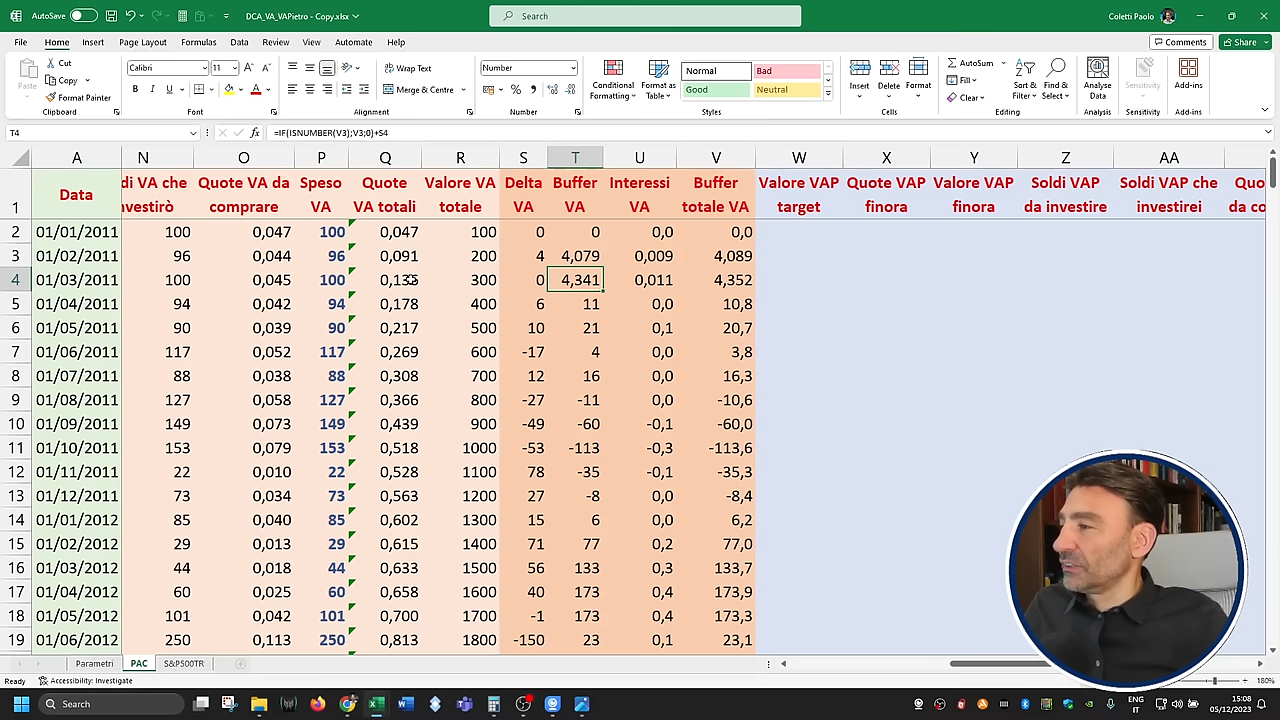 AutoSave Off DCA_VA_VAPietro - Copy.xlsx Search Coletti Paolo
File Home Insert Page Layout Formulas Data Review View Automate Help Comments Share
Paste Cut Copy Format Painter Calibri 11 Wrap Text Merge & Centre Number Conditional Formatting Format as Table Normal Bad Good Neutral Insert Delete Format AutoSum Fill Clear Sort & Filter Find & Select Analyse Data Sensitivity Add-ins
Clipboard Font Alignment Number Styles Cells Editing Analysis Sensitivity Add-ins
T4 =IF(ISNUMBER(V3);V3;0)+S4
A N O P Q R S T U V W X Y Z AA
1 Data di VA che nvestirò Quote VA da comprare Speso VA Quote VA totali Valore VA totale Delta VA Buffer VA Interessi VA Buffer totale VA Valore VAP target Quote VAP finora Valore VAP finora Soldi VAP da investire Soldi VAP che investirei Quo da co
2 01/01/2011 100 0,047 100 0,047 100 0 0 0,0 0,0
3 01/02/2011 96 0,044 96 0,091 200 4 4,079 0,009 4,089
4 01/03/2011 100 0,045 100 300 0 4,341 0,011 4,352
5 01/04/2011 94 0,042 94 0,178 400 6 11 0,0 10,8
6 01/05/2011 90 0,039 90 0,217 500 10 21 0,1 20,7
7 01/06/2011 117 0,052 117 0,269 600 -17 4 0,0 3,8
8 01/07/2011 88 0,038 88 0,308 700 12 16 0,0 16,3
9 01/08/2011 127 0,058 127 0,366 800 -27 -11 0,0 -10,6
10 01/09/2011 149 0,073 149 0,439 900 -49 -60 -0,1 -60,0
11 01/10/2011 153 0,079 153 0,518 1000 -53 -113 -0,3 -113,6
12 01/11/2011 22 0,010 22 0,528 1100 78 -35 -0,1 -35,3
13 01/12/2011 73 0,034 73 0,563 1200 27 -8 0,0 -8,4
14 01/01/2012 85 0,040 85 0,602 1300 15 6 0,0 6,2
15 01/02/2012 29 0,013 29 0,615 1400 71 77 0,2 77,0
16 01/03/2012 44 0,018 44 0,633 1500 56 133 0,3 133,7
17 01/04/2012 60 0,025 60 0,658 1600 40 173 0,4 173,9
18 01/05/2012 101 0,042 101 0,700 1700 -1 173 0,4 173,3
19 01/06/2012 250 0,113 250 0,813 1800 -150 23 0,1 23,1
Parametri PAC S&P500TR
Ready Accessibility: Investigate 180%
Search ENG IT 15:08 05/12/2023